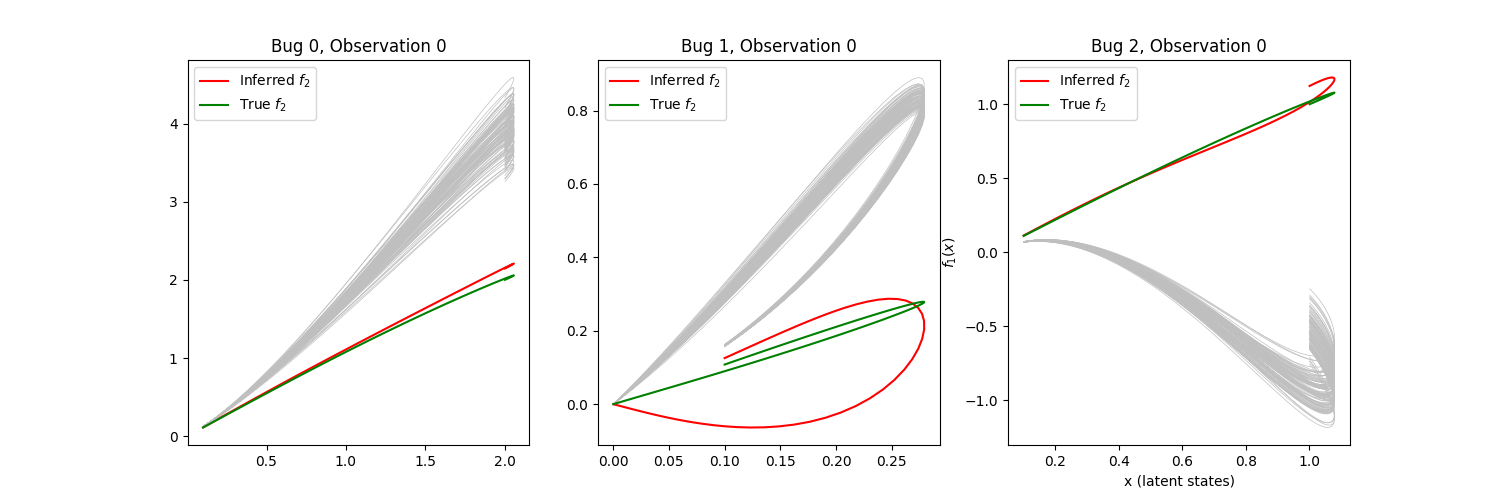 Bug 0, Observation 0
Inferred f₂
True f₂
4
3
2
1
0
0.5 1.0 1.5 2.0
Bug 1, Observation 0
Inferred f₂
True f₂
0.8
0.6
0.4
0.2
0.0
0.00 0.05 0.10 0.15 0.20 0.25
Bug 2, Observation 0
Inferred f₂
True f₂
f₁(x)
1.0
0.5
0.0
−0.5
−1.0
0.2 0.4 0.6 0.8 1.0
x (latent states)